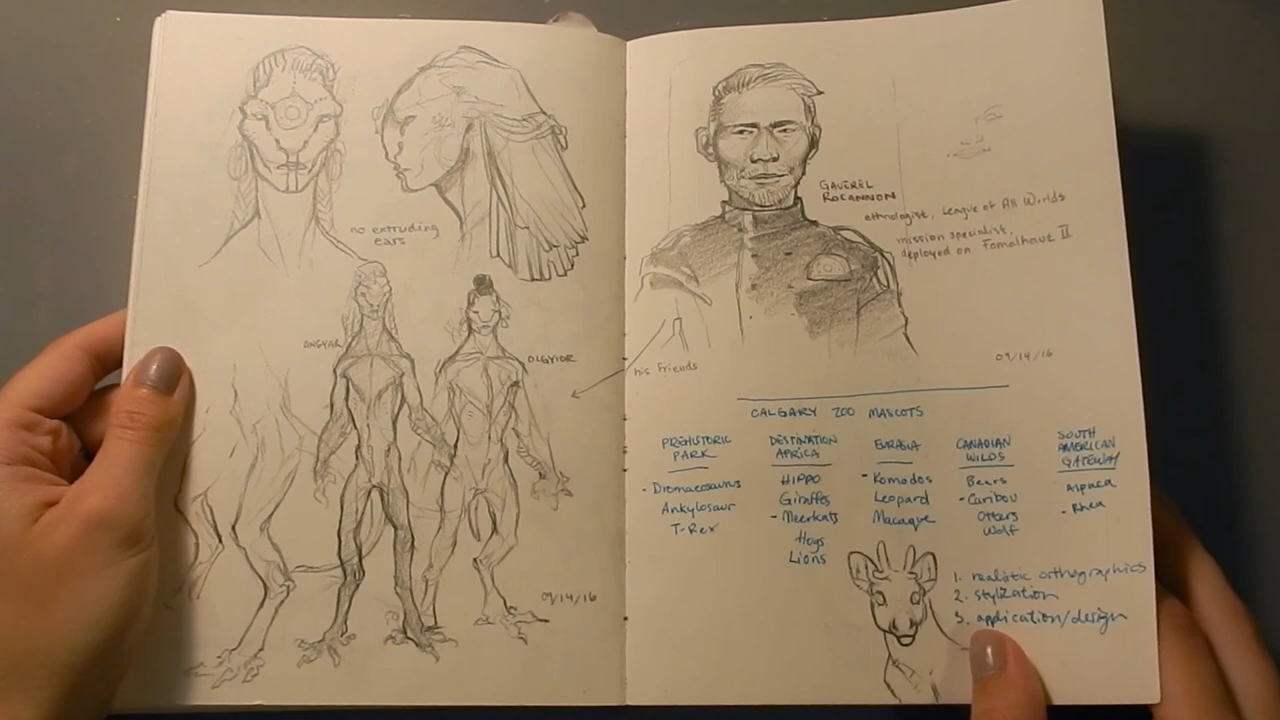 no extruding
ears
ANGYAR
OLGYIOR
09/14/16
GAVEREL
ROCANNON
ethnologist, League of All Worlds
mission specialist,
deployed on Fomalhaut II
his friends
09/14/16
CALGARY ZOO MASCOTS
PREHISTORIC
PARK
- Dromaeosaurus
Ankylosaur
T-Rex
DESTINATION
AFRICA
HIPPO
Giraffes
- Meerkats
Hogs
Lions
EURASIA
- Komodos
Leopard
Macaque
CANADIAN
WILDS
Bears
- Caribou
Otters
Wolf
SOUTH
AMERICAN
GATEWAY
Alpaca
- Rhea
1. realistic orthographics
2. stylization
3. application/design